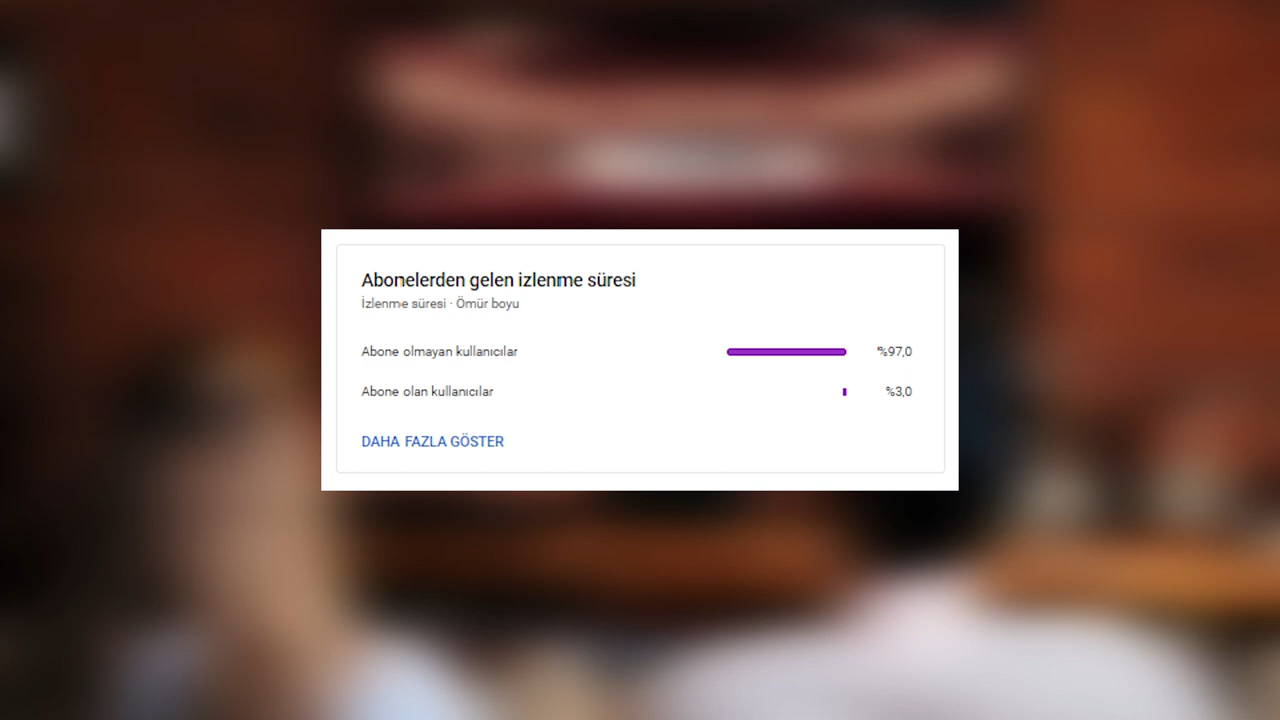 Abonelerden gelen izlenme süresi
İzlenme süresi · Ömür boyu
Abone olmayan kullanıcılar %97,0
Abone olan kullanıcılar %3,0
DAHA FAZLA GÖSTER